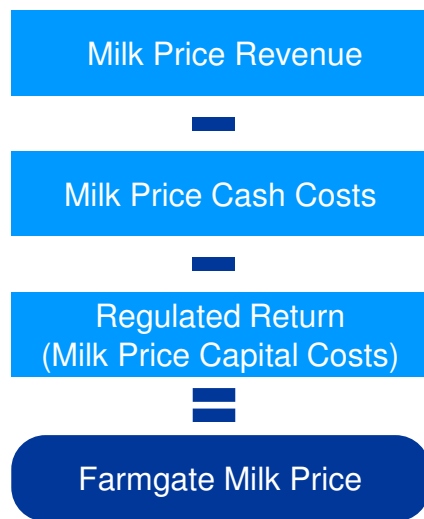 Milk Price Revenue
Milk Price Cash Costs
Regulated Return
(Milk Price Capital Costs)
Farmgate Milk Price